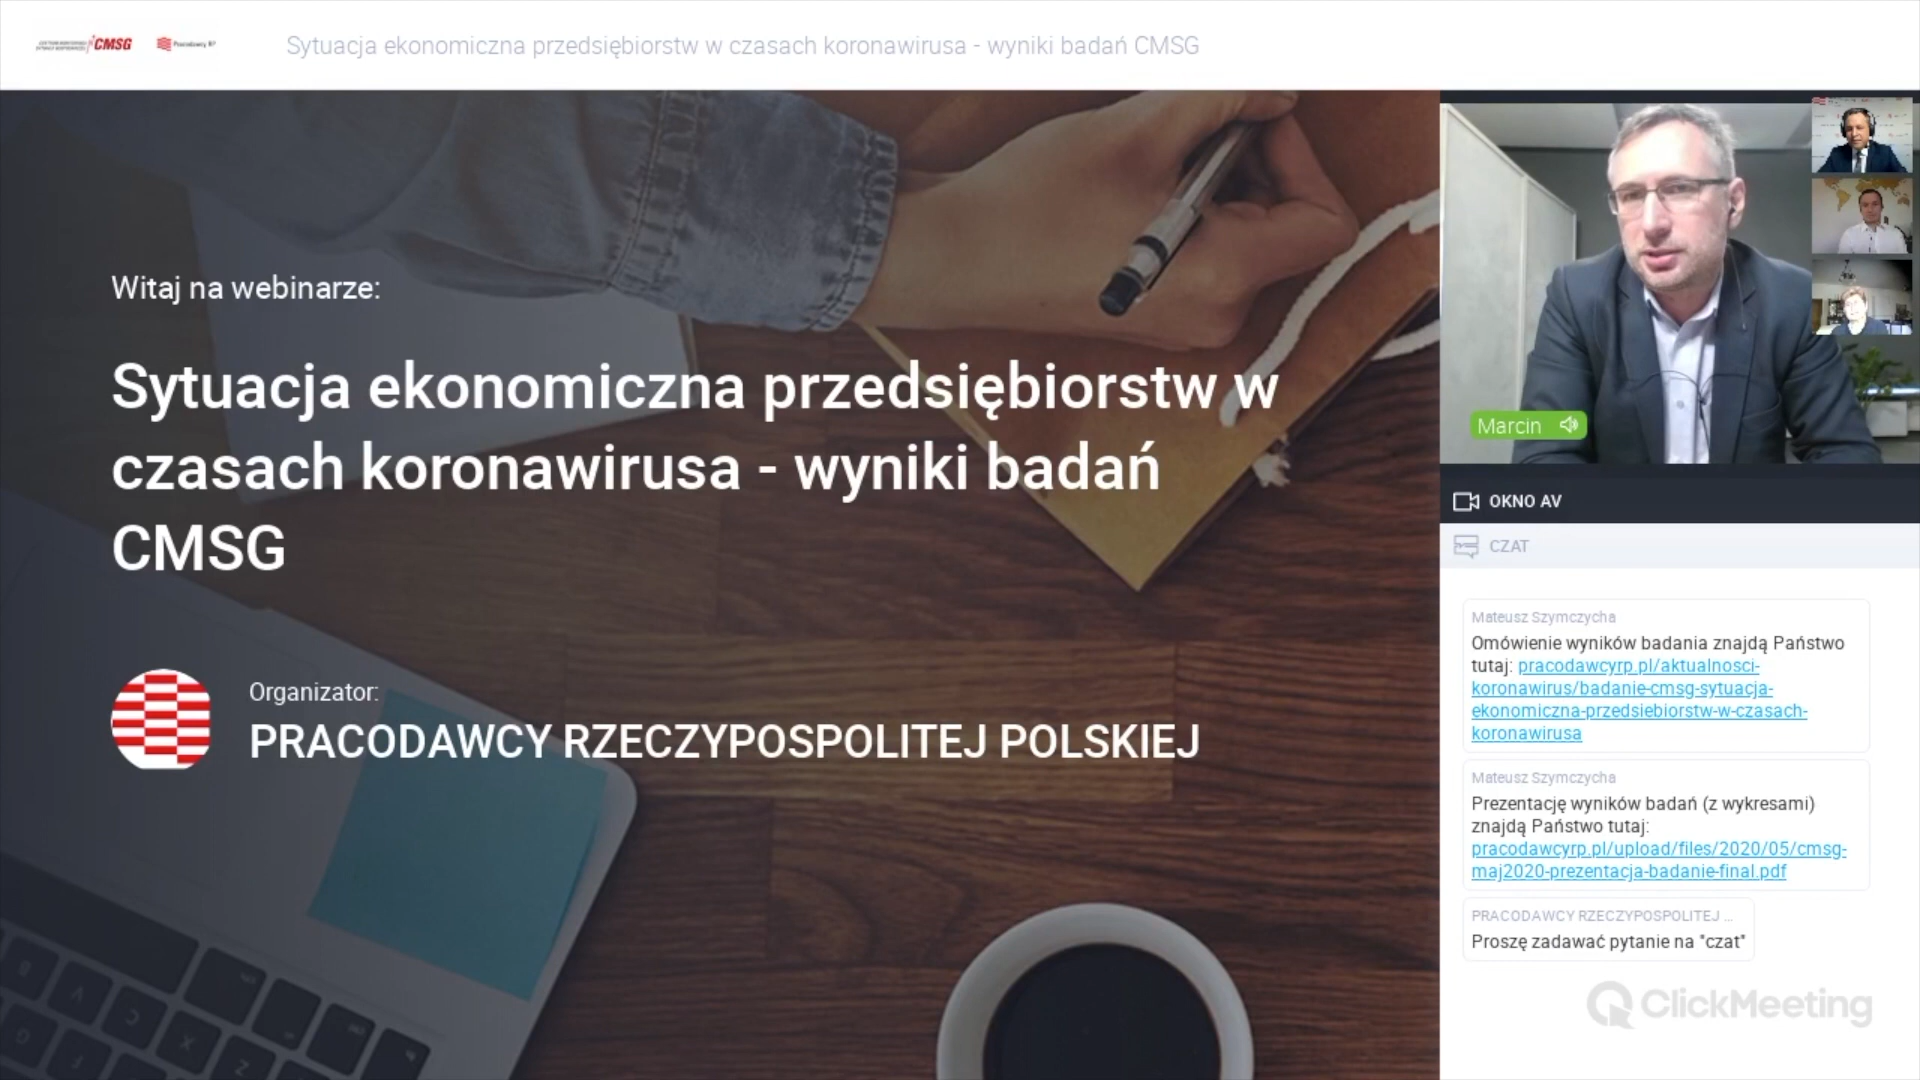 CMSG
Pracodawcy RP
Sytuacja ekonomiczna przedsiębiorstw w czasach koronawirusa - wyniki badań CMSG
Witaj na webinarze:
Sytuacja ekonomiczna przedsiębiorstw w
czasach koronawirusa - wyniki badań
CMSG
Organizator:
PRACODAWCY RZECZYPOSPOLITEJ POLSKIEJ
Marcin
OKNO AV
CZAT
Mateusz Szymczycha
Omówienie wyników badania znajdą Państwo
tutaj: pracodawcyrp.pl/aktualnosci-
koronawirus/badanie-cmsg-sytuacja-
ekonomiczna-przedsiebiorstw-w-czasach-
koronawirusa
Mateusz Szymczycha
Prezentację wyników badań (z wykresami)
znajdą Państwo tutaj:
pracodawcyrp.pl/upload/files/2020/05/cmsg-
maj2020-prezentacja-badanie-final.pdf
PRACODAWCY RZECZYPOSPOLITEJ ...
Proszę zadawać pytanie na "czat"
ClickMeeting